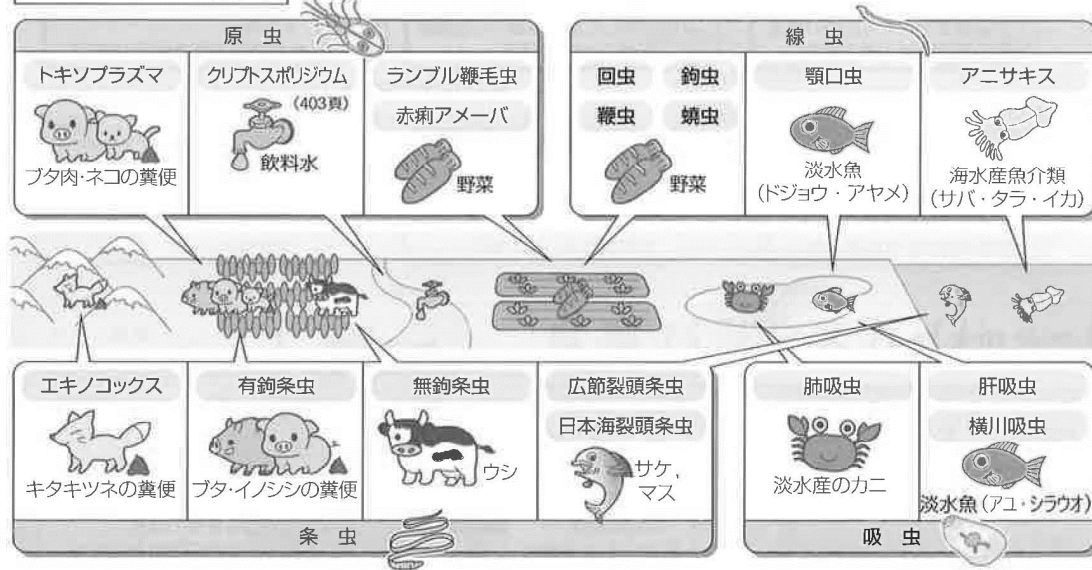 原 虫
トキソプラズマ
ブタ肉・ネコの糞便
クリプトスポリジウム
(403頁)
飲料水
ランブル鞭毛虫
赤痢アメーバ
野菜
線 虫
回虫 鉤虫
鞭虫 蟯虫
野菜
顎口虫
淡水魚
(ドジョウ・アヤメ)
アニサキス
海水産魚介類
(サバ・タラ・イカ)
エキノコックス
キタキツネの糞便
有鉤条虫
ブタ・イノシシの糞便
無鉤条虫
ウシ
広節裂頭条虫
日本海裂頭条虫
サケ,
マス
条 虫
肺吸虫
淡水産のカニ
肝吸虫
横川吸虫
淡水魚(アユ・シラウオ)
吸 虫